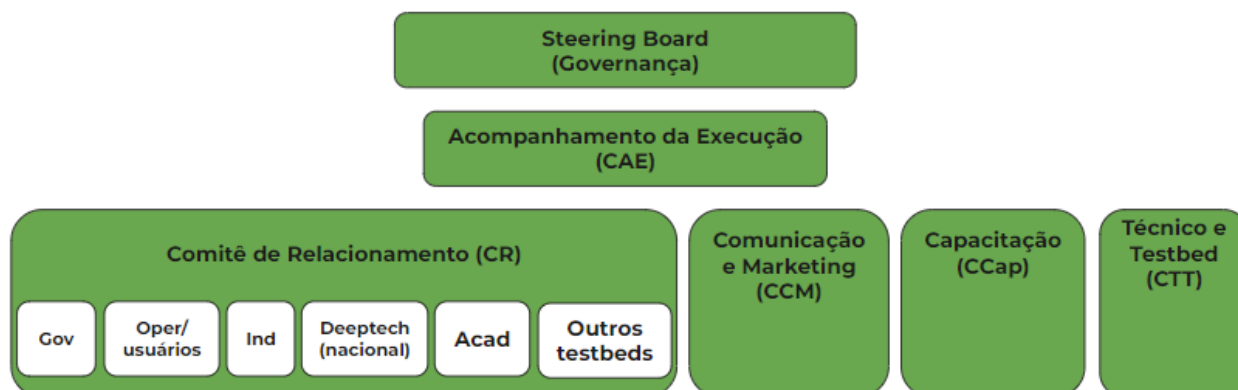 Steering Board
(Governança)
Acompanhamento da Execução
(CAE)
Comitê de Relacionamento (CR)
Gov
Oper/
usuários
Ind
Deeptech
(nacional)
Acad
Outros
testbeds
Comunicação
e Marketing
(CCM)
Capacitação
(CCap)
Técnico e
Testbed
(CTT)